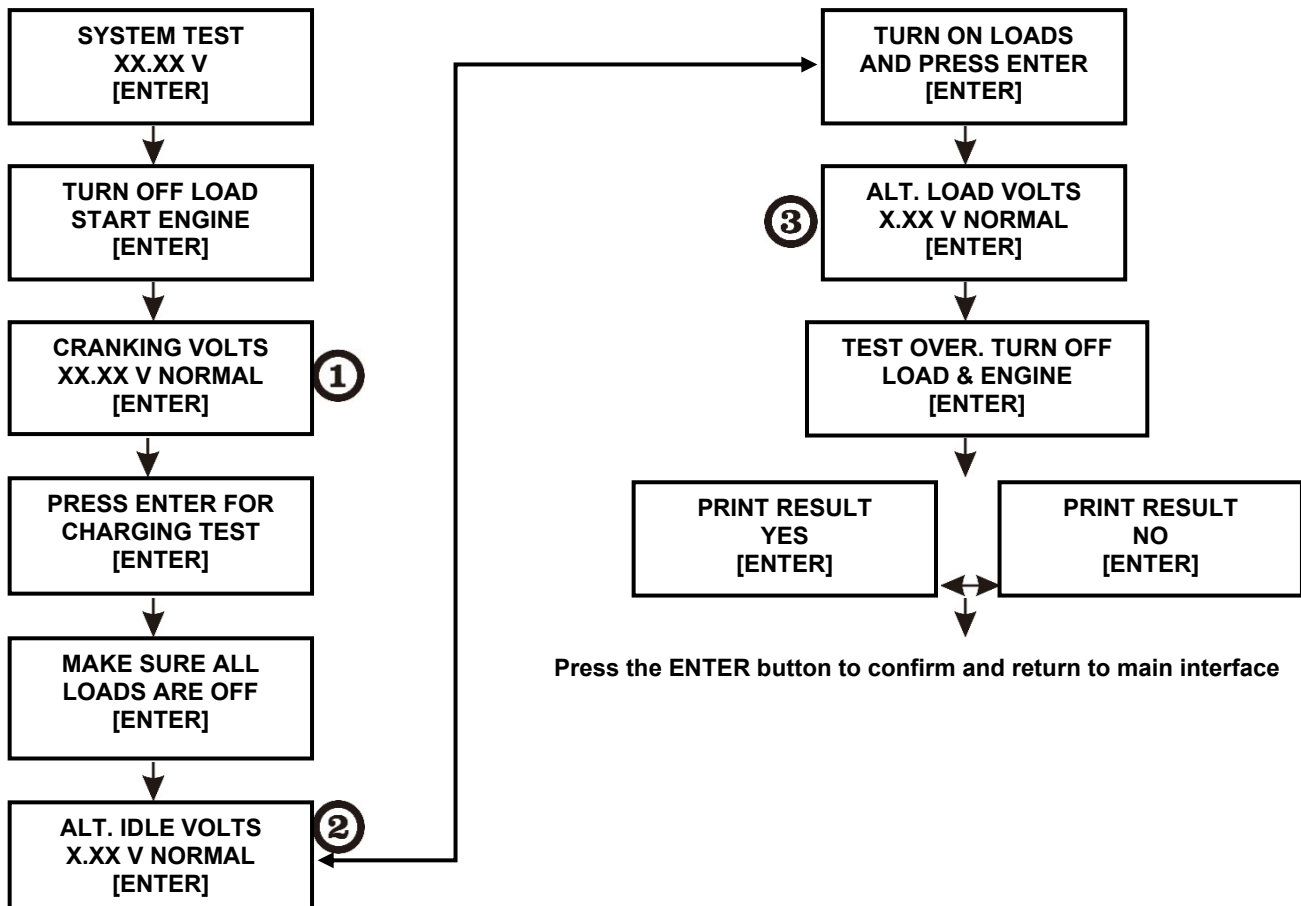 SYSTEM TEST
XX.XX V
[ENTER]
TURN OFF LOAD
START ENGINE
[ENTER]
CRANKING VOLTS
XX.XX V NORMAL
[ENTER]
1
PRESS ENTER FOR
CHARGING TEST
[ENTER]
MAKE SURE ALL
LOADS ARE OFF
[ENTER]
ALT. IDLE VOLTS
X.XX V NORMAL
[ENTER]
2
TURN ON LOADS
AND PRESS ENTER
[ENTER]
3
ALT. LOAD VOLTS
X.XX V NORMAL
[ENTER]
TEST OVER. TURN OFF
LOAD & ENGINE
[ENTER]
PRINT RESULT
YES
[ENTER]
PRINT RESULT
NO
[ENTER]
Press the ENTER button to confirm and return to main interface